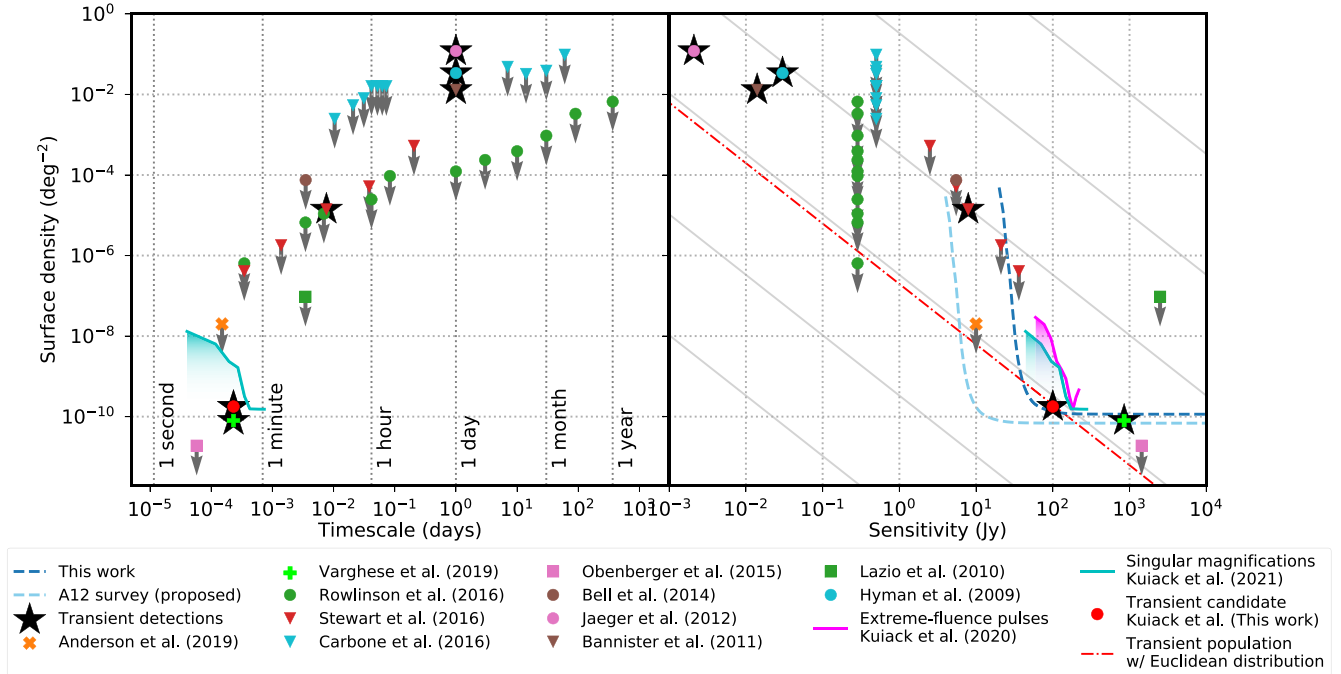 10^0
10^-2
10^-4
10^-6
10^-8
10^-10
Surface density (deg^-2)
1 second
1 minute
1 hour
1 day
1 month
1 year
10^-5
10^-4
10^-3
10^-2
10^-1
10^0
10^1
10^2
10^3
Timescale (days)
10^-2
10^-1
10^0
10^1
10^2
10^3
10^4
Sensitivity (Jy)
This work
A12 survey (proposed)
Transient detections
Anderson et al. (2019)
Varghese et al. (2019)
Rowlinson et al. (2016)
Stewart et al. (2016)
Carbone et al. (2016)
Obenberger et al. (2015)
Bell et al. (2014)
Jaeger et al. (2012)
Bannister et al. (2011)
Lazio et al. (2010)
Hyman et al. (2009)
Extreme-fluence pulses
Kuiack et al. (2020)
Singular magnifications
Kuiack et al. (2021)
Transient candidate
Kuiack et al. (This work)
Transient population
w/ Euclidean distribution